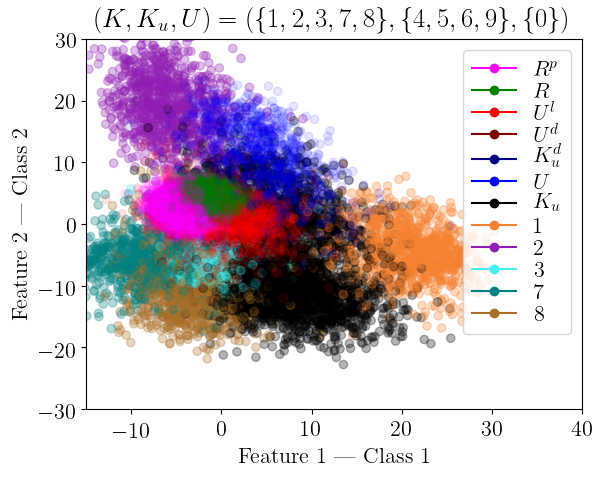 (K, K_u, U) = ({1, 2, 3, 7, 8}, {4, 5, 6, 9}, {0})
30
20
10
0
−10
−20
−30
Feature 2 — Class 2
−10
0
10
20
30
40
Feature 1 — Class 1
R^p
R
U^l
U^d
K_u^d
U
K_u
1
2
3
7
8